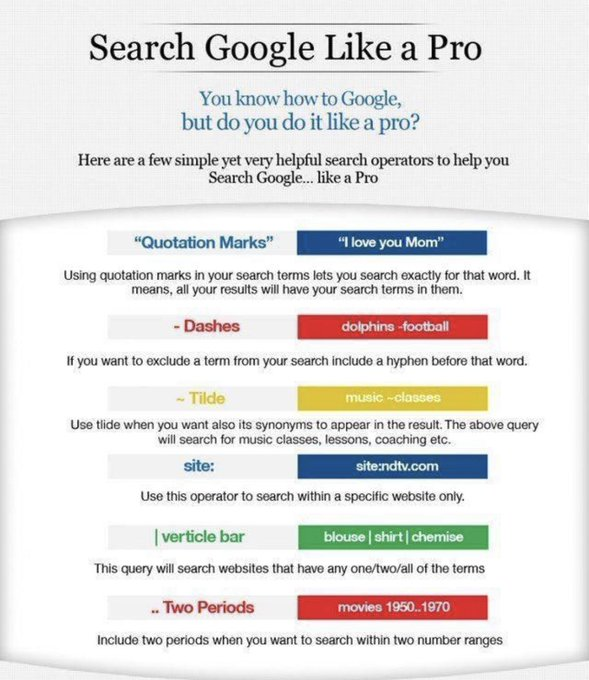 Search Google Like a Pro
You know how to Google,
but do you do it like a pro?
Here are a few simple yet very helpful search operators to help you
Search Google... like a Pro
“Quotation Marks” “I love you Mom”
Using quotation marks in your search terms lets you search exactly for that word. It
means, all your results will have your search terms in them.
- Dashes dolphins -football
If you want to exclude a term from your search include a hyphen before that word.
~ Tilde music ~classes
Use tlide when you want also its synonyms to appear in the result. The above query
will search for music classes, lessons, coaching etc.
site: site:ndtv.com
Use this operator to search within a specific website only.
| verticle bar blouse | shirt | chemise
This query will search websites that have any one/two/all of the terms
.. Two Periods movies 1950..1970
Include two periods when you want to search within two number ranges